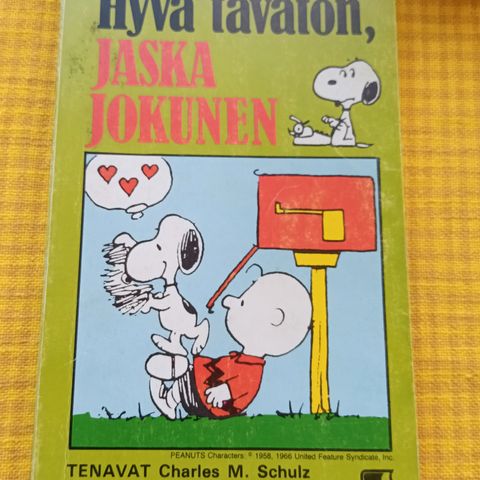 Hyvä tavaton,
JASKA
JOKUNEN
PEANUTS Characters: © 1958, 1966 United Feature Syndicate, Inc.
TENAVAT Charles M. Schulz